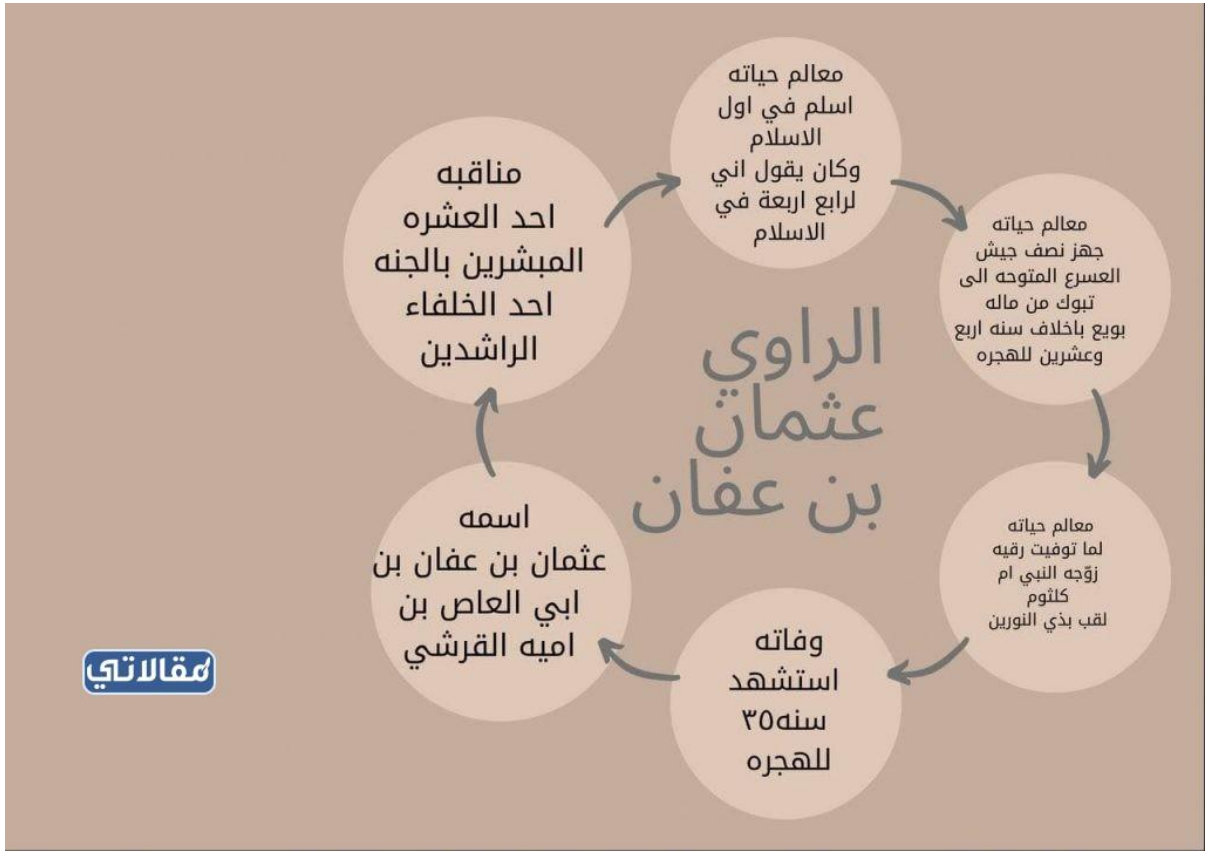 معالم حياته
اسلم في اول
الاسلام
وكان يقول اني
لرابع اربعة في
الاسلام
معالم حياته
جهز نصف جيش
العسرع المتوحه الى
تبوك من ماله
بويع باخلاف سنه اربع
وعشرين للهجره
معالم حياته
لما توفيت رقيه
زوّجه النبي ام
كلثوم
لقب بذي النورين
وفاته
استشهد
سنه٣٥
للهجره
اسمه
عثمان بن عفان بن
ابي العاص بن
اميه القرشي
مناقبه
احد العشره
المبشرين بالجنه
احد الخلفاء
الراشدين
الراوي
عثمان
بن عفان
مقالاتي